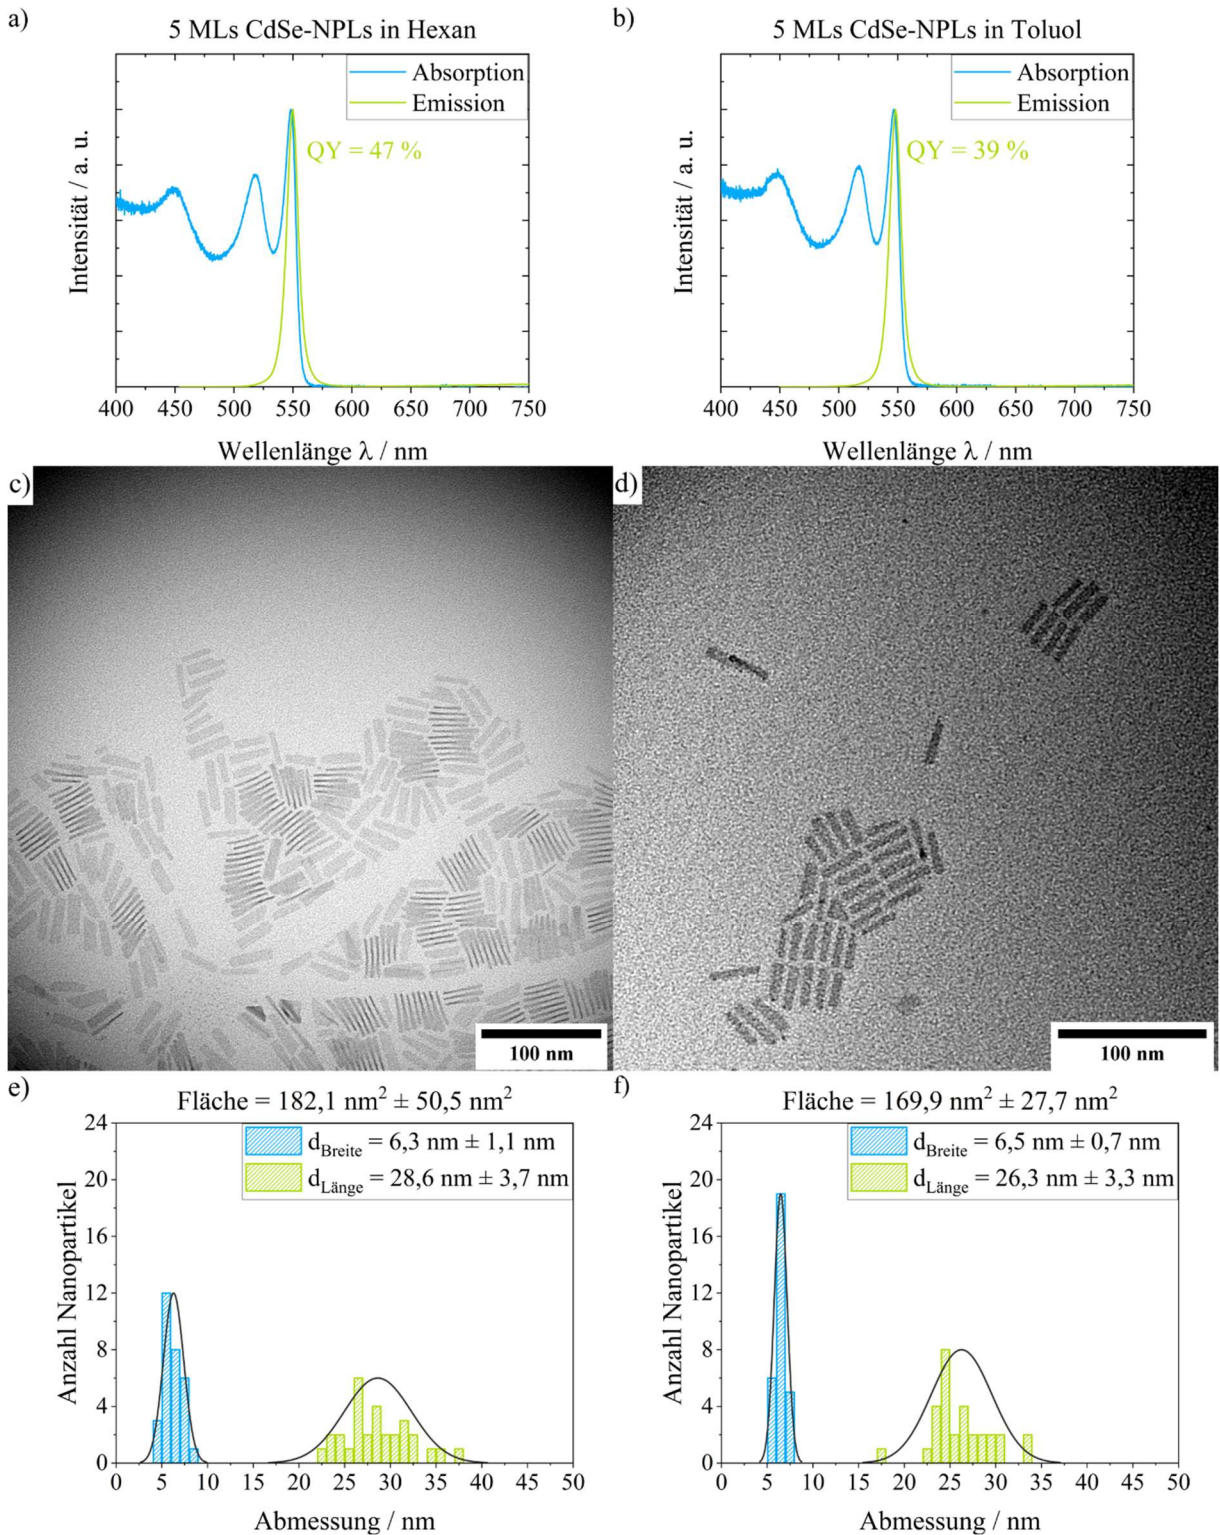 a)
5 MLs CdSe-NPLs in Hexan
Absorption
Emission
QY = 47 %
Intensität / a. u.
400 450 500 550 600 650 700 750
Wellenlänge λ / nm
b)
5 MLs CdSe-NPLs in Toluol
Absorption
Emission
QY = 39 %
Intensität / a. u.
400 450 500 550 600 650 700 750
Wellenlänge λ / nm
c)
100 nm
d)
100 nm
e)
Fläche = 182,1 nm² ± 50,5 nm²
d_Breite = 6,3 nm ± 1,1 nm
d_Länge = 28,6 nm ± 3,7 nm
Anzahl Nanopartikel
24
20
16
12
8
4
0
0 5 10 15 20 25 30 35 40 45 50
Abmessung / nm
f)
Fläche = 169,9 nm² ± 27,7 nm²
d_Breite = 6,5 nm ± 0,7 nm
d_Länge = 26,3 nm ± 3,3 nm
Anzahl Nanopartikel
24
20
16
12
8
4
0
0 5 10 15 20 25 30 35 40 45 50
Abmessung / nm